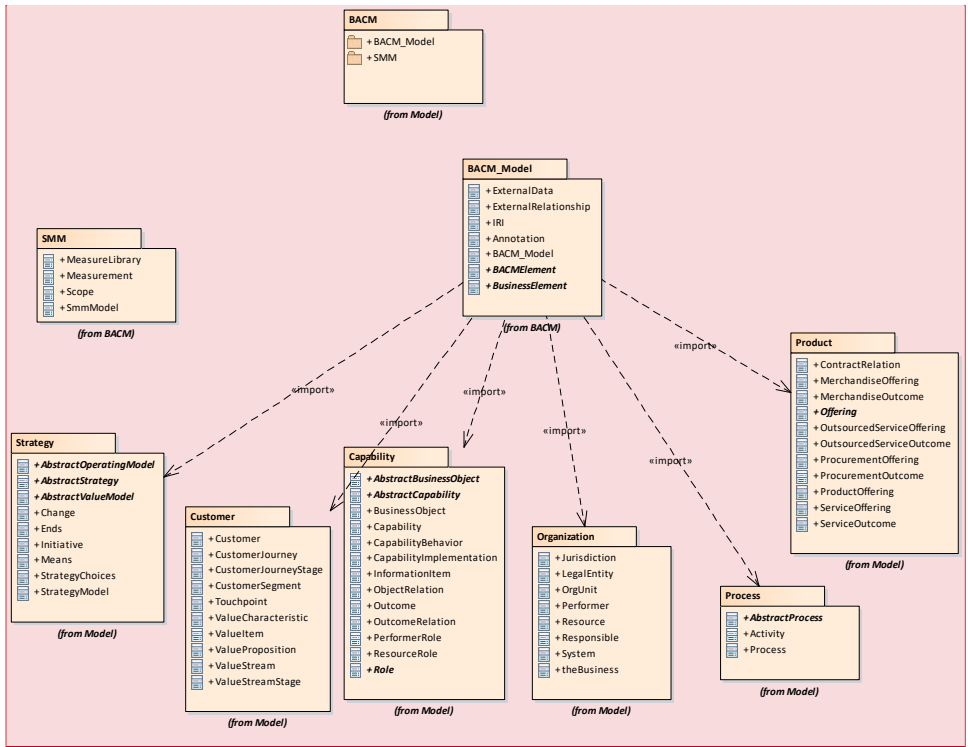 BACM
+BACM_Model
+SMM
(from Model)
BACM_Model
+ExternalData
+ExternalRelationship
+IRI
+Annotation
+BACM_Model
+BACMElement
+BusinessElement
(from BACM)
SMM
+MeasureLibrary
+Measurement
+Scope
+SmmModel
(from BACM)
«import»
«import»
«import»
«import»
«import»
«import»
Product
+ContractRelation
+MerchandiseOffering
+MerchandiseOutcome
+Offering
+OutsourcedServiceOffering
+OutsourcedServiceOutcome
+ProcurementOffering
+ProcurementOutcome
+ProductOffering
+ServiceOffering
+ServiceOutcome
(from Model)
Strategy
+AbstractOperatingModel
+AbstractStrategy
+AbstractValueModel
+Change
+Ends
+Initiative
+Means
+StrategyChoices
+StrategyModel
(from Model)
Customer
+Customer
+CustomerJourney
+CustomerJourneyStage
+CustomerSegment
+Touchpoint
+ValueCharacteristic
+ValueItem
+ValueProposition
+ValueStream
+ValueStreamStage
(from Model)
Capability
+AbstractBusinessObject
+AbstractCapability
+BusinessObject
+Capability
+CapabilityBehavior
+CapabilityImplementation
+InformationItem
+ObjectRelation
+Outcome
+OutcomeRelation
+PerformerRole
+ResourceRole
+Role
(from Model)
Organization
+Jurisdiction
+LegalEntity
+OrgUnit
+Performer
+Resource
+Responsible
+System
+theBusiness
(from Model)
Process
+AbstractProcess
+Activity
+Process
(from Model)